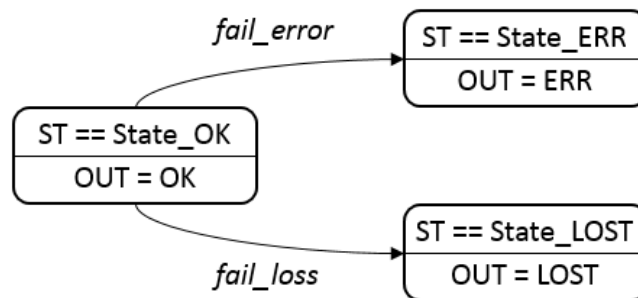 fail_error
ST == State_ERR
OUT = ERR
ST == State_OK
OUT = OK
ST == State_LOST
OUT = LOST
fail_loss